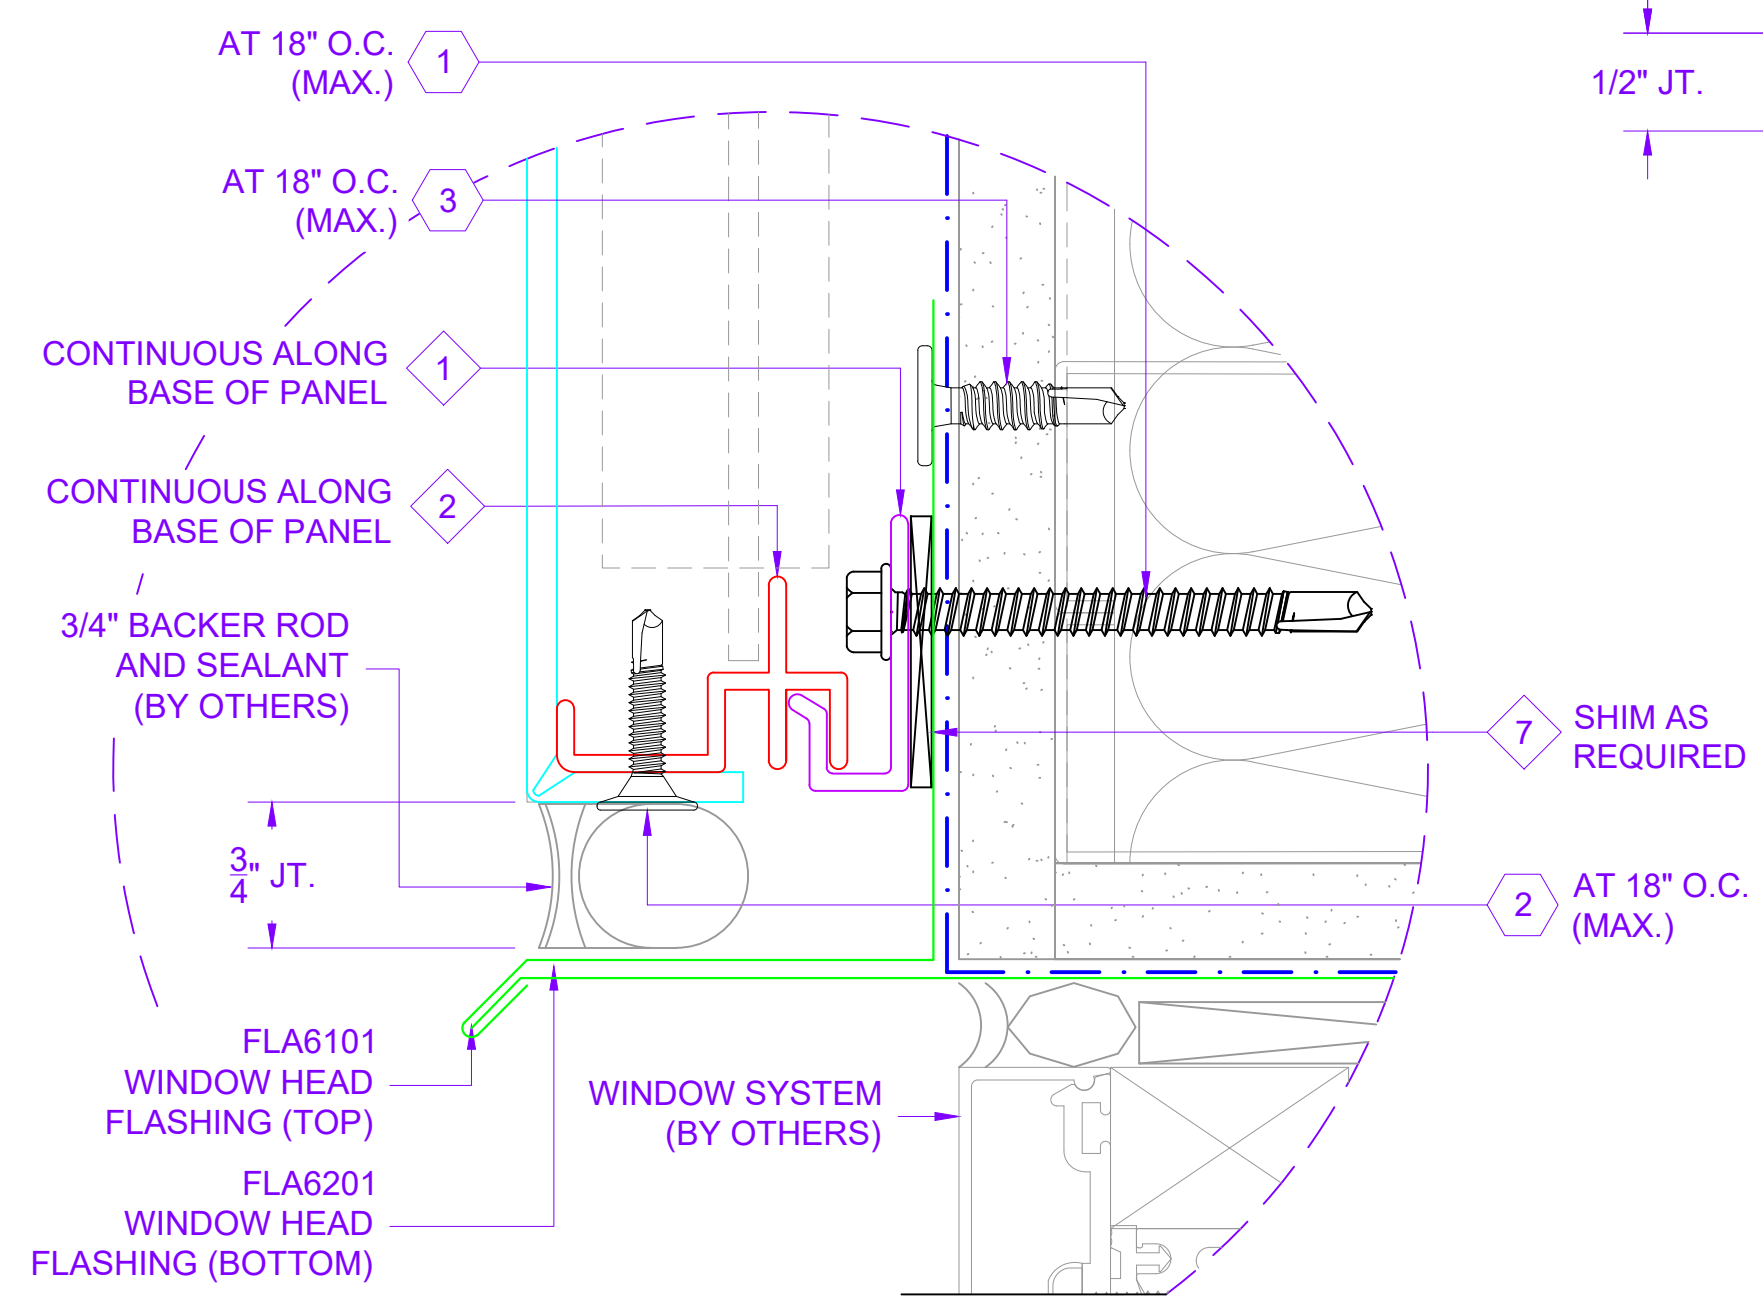 AT 18" O.C.
(MAX.)
1
1/2" JT.
AT 18" O.C.
(MAX.)
3
CONTINUOUS ALONG
BASE OF PANEL
1
CONTINUOUS ALONG
BASE OF PANEL
2
3/4" BACKER ROD
AND SEALANT
(BY OTHERS)
7
SHIM AS
REQUIRED
3/4" JT.
2
AT 18" O.C.
(MAX.)
FLA6101
WINDOW HEAD
FLASHING (TOP)
WINDOW SYSTEM
(BY OTHERS)
FLA6201
WINDOW HEAD
FLASHING (BOTTOM)